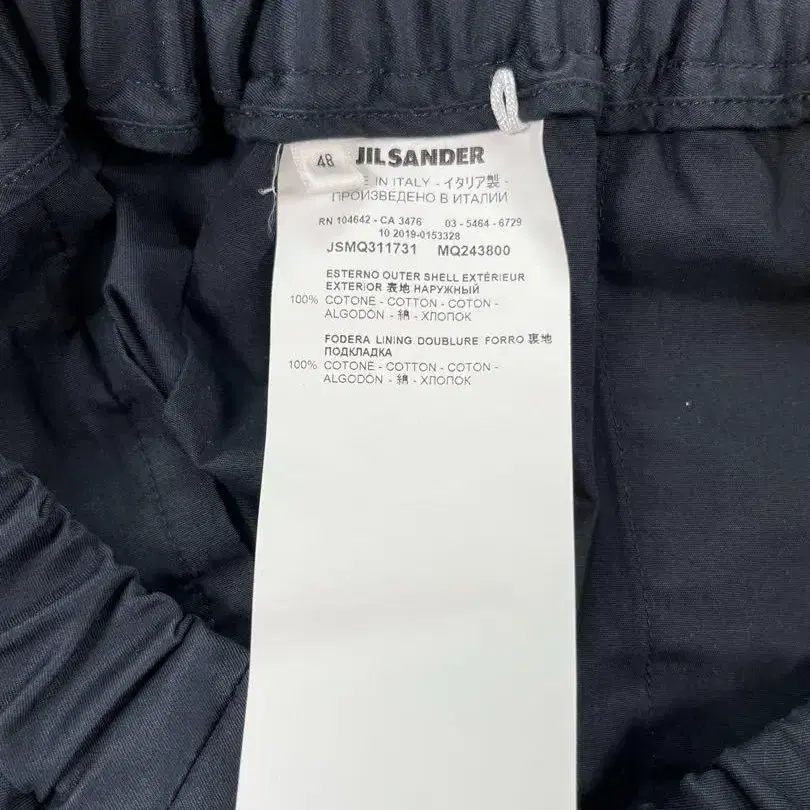 48
JIL SANDER
IN ITALY - イタリア製 -
ПРОИЗВЕДЕНО В ИТАЛИИ
RN 104642 - CA 3476 03 - 5464 - 6729
10 2019-0153328
JSMQ311731 MQ243800
ESTERNO OUTER SHELL EXTÉRIEUR
EXTERIOR 表地 НАРУЖНЫЙ
100% COTONE - COTTON - COTON -
ALGODÓN - 綿 - ХЛОПОК
FODERA LINING DOUBLURE FORRO 裏地
ПОДКЛАДКА
100% COTONE - COTTON - COTON -
ALGODÓN - 綿 - ХЛОПОК